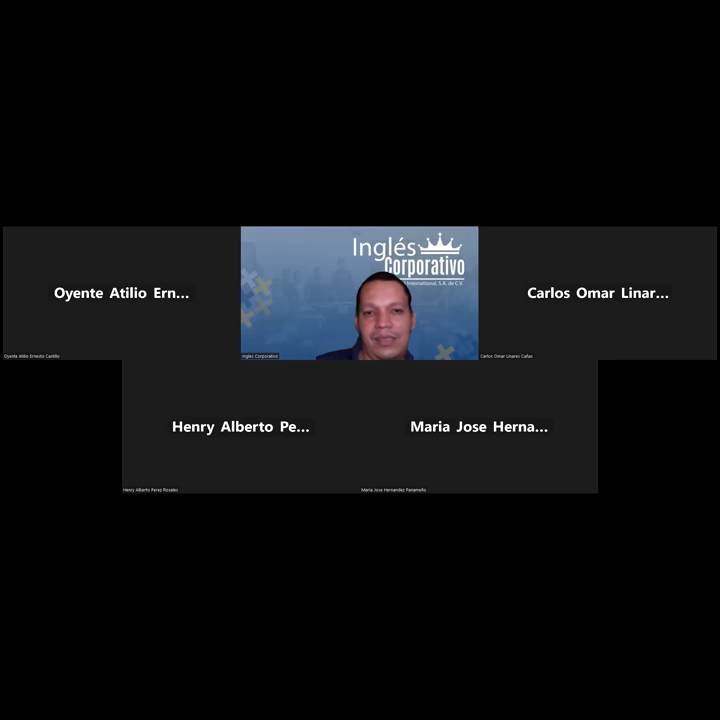 Oyente Atilio Ern...
Oyente Atilio Ernesto Castillo
Inglés
Corporativo
International, S.A. de C.V.
Inglés Corporativo
Carlos Omar Linar...
Carlos Omar Linares Cañas
Henry Alberto Pe...
Henry Alberto Perez Rosales
Maria Jose Herna...
Maria Jose Hernandez Panameño